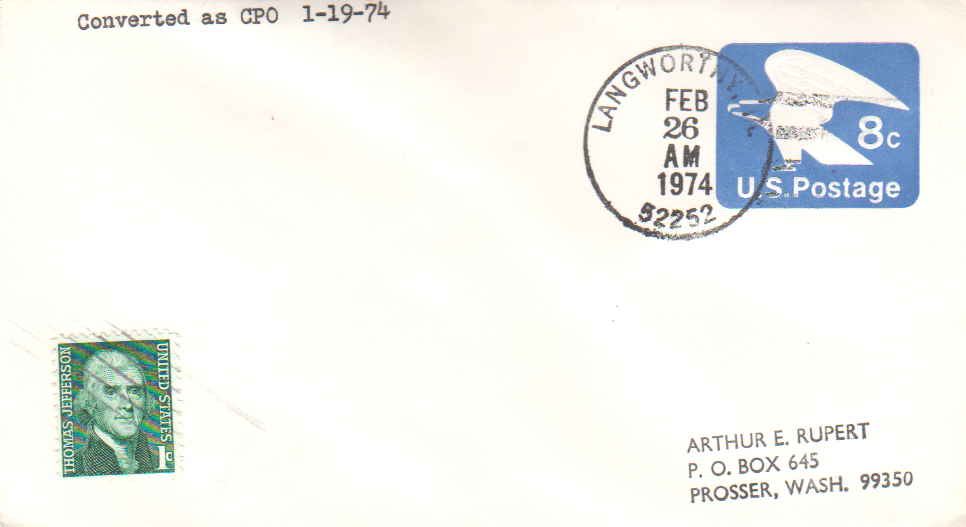 Converted as CPO 1-19-74
LANGWORTHY,
FEB
26
AM
1974
52252
8c
U.S. Postage
THOMAS JEFFERSON
UNITED STATES
1c
ARTHUR E. RUPERT
P. O. BOX 645
PROSSER, WASH. 99350